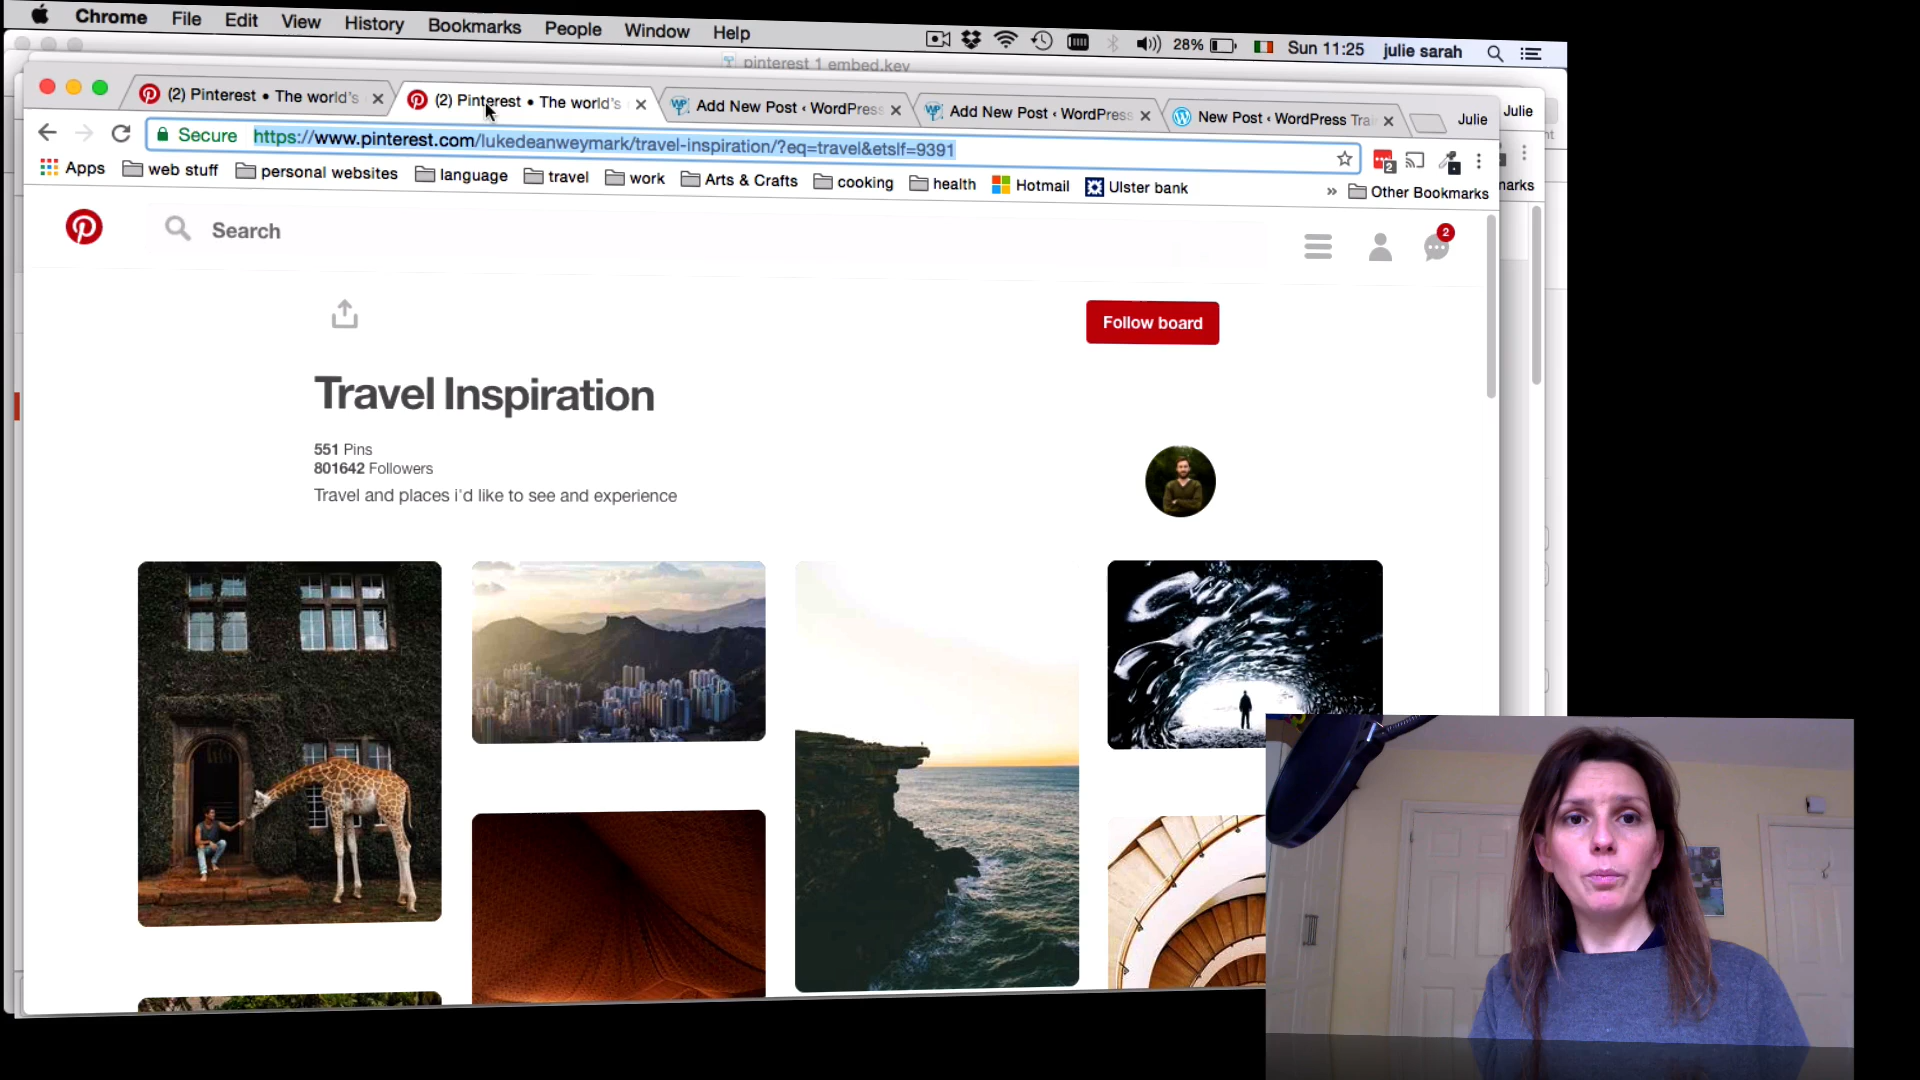 Chrome File Edit View History Bookmarks People Window Help 28% Sun 11:25 julie sarah
pinterest 1 embed.key
(2) Pinterest • The world's (2) Pinterest • The world's Add New Post ‹ WordPress Add New Post ‹ WordPress New Post ‹ WordPress Trai Julie Julie
Secure https://www.pinterest.com/lukedeanweymark/travel-inspiration/?eq=travel&etslf=9391 2
Apps web stuff personal websites language travel work Arts & Crafts cooking health Hotmail Ulster bank » Other Bookmarks marks
Search 2
Follow board
Travel Inspiration
551 Pins
801642 Followers
Travel and places i'd like to see and experience